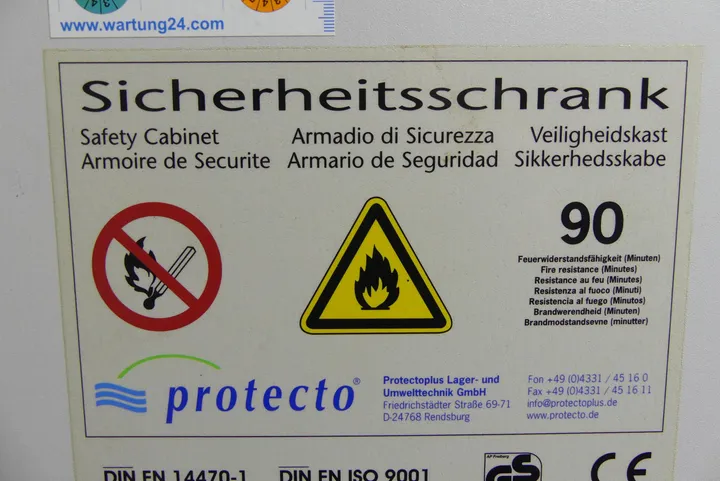 www.wartung24.com
Sicherheitsschrank
Safety Cabinet Armadio di Sicurezza Veiligheidskast
Armoire de Securite Armario de Seguridad Sikkerhedsskabe
90
Feuerwiderstandsfähigkeit (Minuten)
Fire resistance (Minutes)
Resistance au feu (Minutes)
Resistenza al fuoco (Minuti)
Resistencia al fuego (Minutos)
Brandwerendheid (Minuten)
Brandmodstandsevne (minutter)
protecto®
Protectoplus Lager- und
Umwelttechnik GmbH
Friedrichstädter Straße 69-71
D-24768 Rendsburg
Fon +49 (0)4331 / 45 16 0
Fax +49 (0)4331 / 45 16 11
info@protectoplus.de
www.protecto.de
DIN EN 14470-1 DIN EN ISO 9001 GS CE